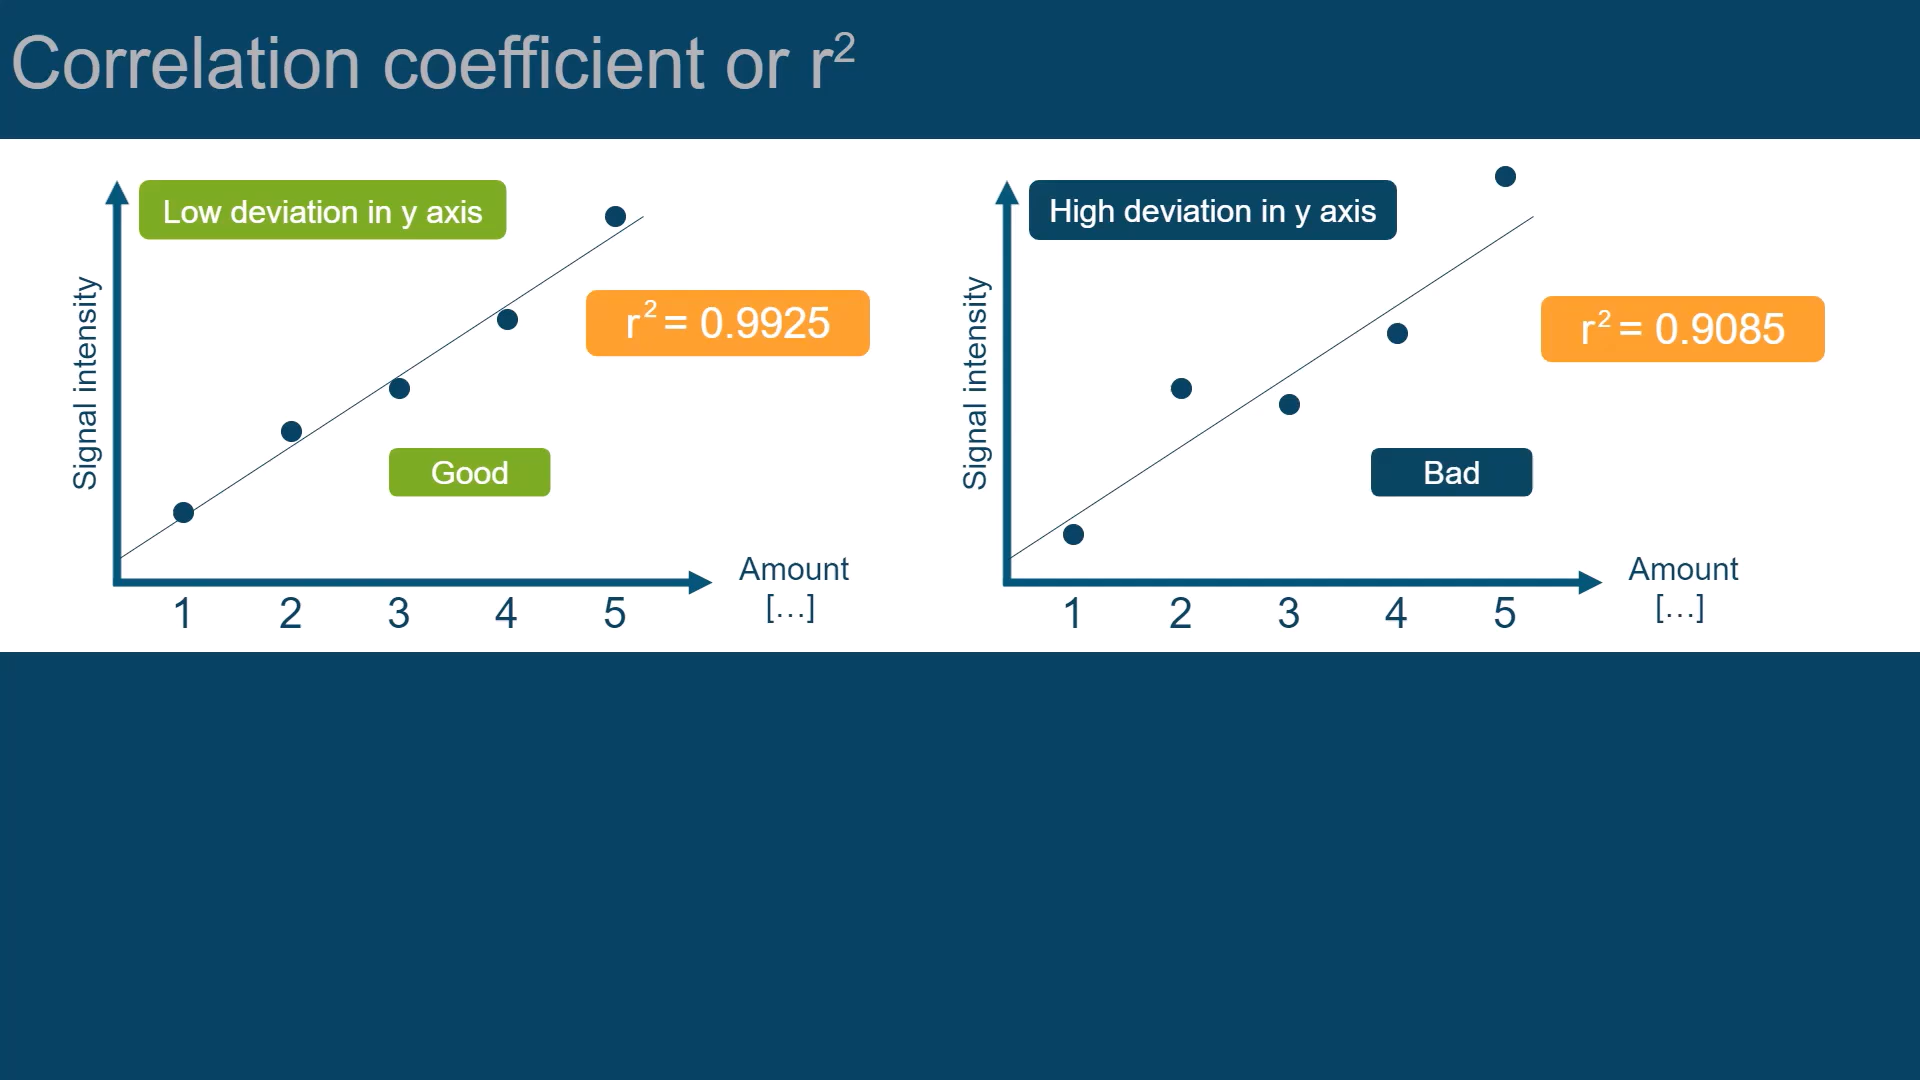 Correlation coefficient or r²
Low deviation in y axis
Signal intensity
r² = 0.9925
Good
Amount
[…]
1 2 3 4 5
High deviation in y axis
Signal intensity
r² = 0.9085
Bad
Amount
[…]
1 2 3 4 5